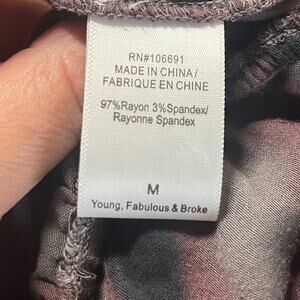 RN#106691
MADE IN CHINA/
FABRIQUE EN CHINE
97%Rayon 3%Spandex/
Rayonne Spandex
M
Young, Fabulous & Broke